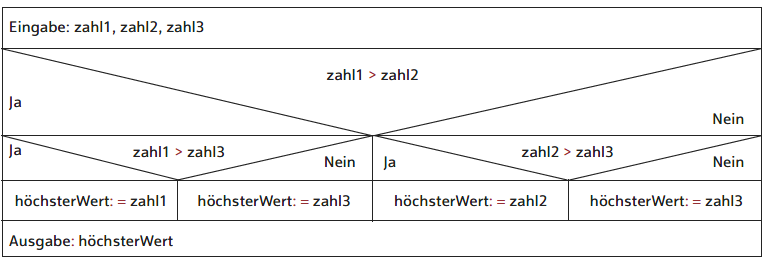 Eingabe: zahl1, zahl2, zahl3
zahl1 > zahl2
Ja
Nein
Ja
zahl1 > zahl3
Nein
Ja
zahl2 > zahl3
Nein
höchsterWert: = zahl1
höchsterWert: = zahl3
höchsterWert: = zahl2
höchsterWert: = zahl3
Ausgabe: höchsterWert